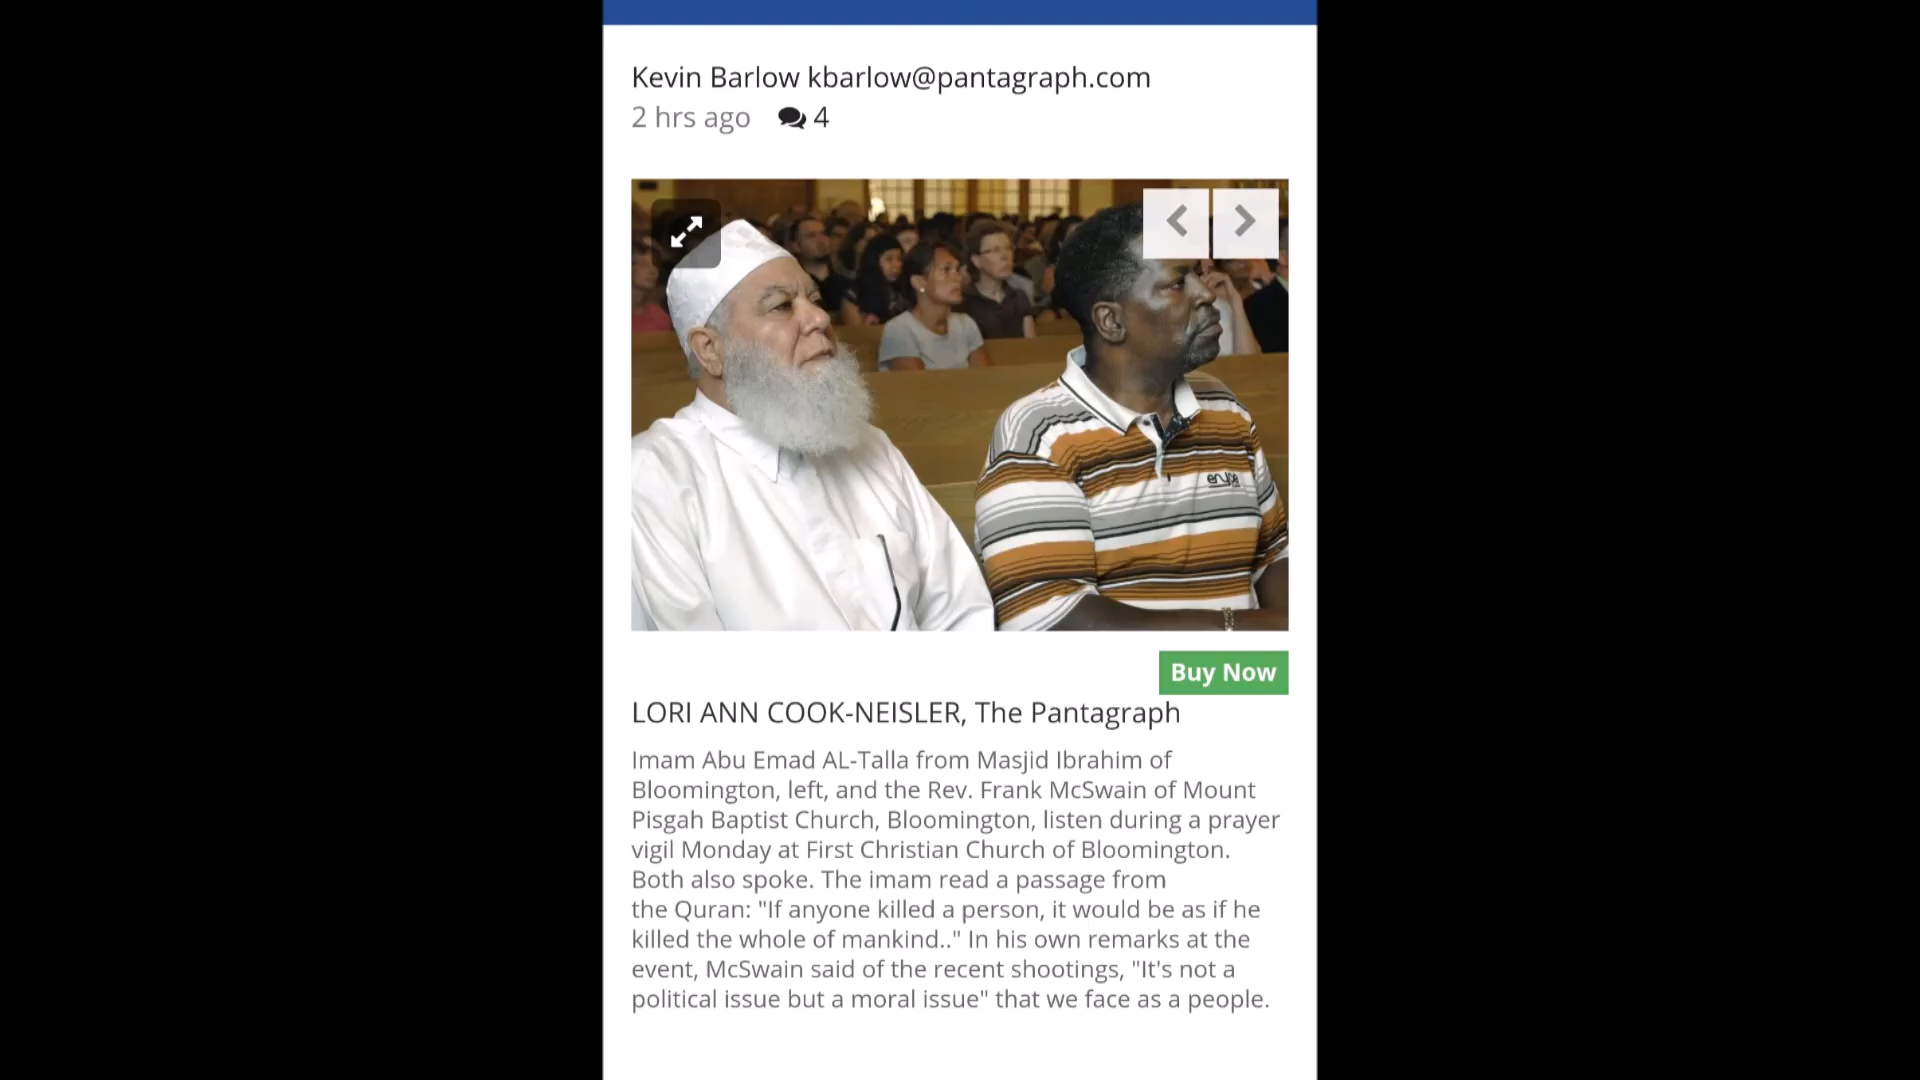 Kevin Barlow kbarlow@pantagraph.com
2 hrs ago 4
enyce
Buy Now
LORI ANN COOK-NEISLER, The Pantagraph
Imam Abu Emad AL-Talla from Masjid Ibrahim of
Bloomington, left, and the Rev. Frank McSwain of Mount
Pisgah Baptist Church, Bloomington, listen during a prayer
vigil Monday at First Christian Church of Bloomington.
Both also spoke. The imam read a passage from
the Quran: "If anyone killed a person, it would be as if he
killed the whole of mankind.." In his own remarks at the
event, McSwain said of the recent shootings, "It's not a
political issue but a moral issue" that we face as a people.